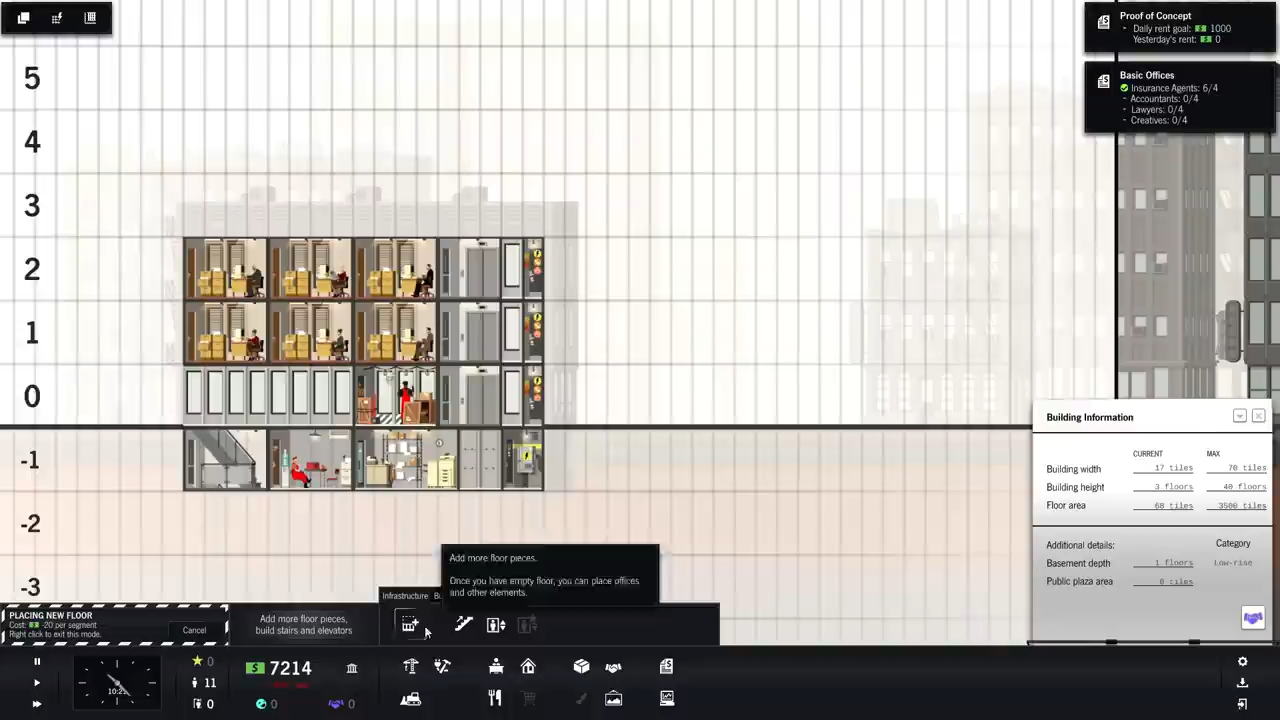 Proof of Concept
- Daily rent goal: 1000
Yesterday's rent: 0
Basic Offices
Insurance Agents: 6/4
- Accountants: 0/4
- Lawyers: 0/4
- Creatives: 0/4
5
4
3
2
1
0
-1
-2
-3
Building Information
CURRENT MAX
Building width 17 tiles 70 tiles
Building height 3 floors 40 floors
Floor area 68 tiles 3500 tiles
Additional details: Category
Basement depth 1 floors Low-rise
Public plaza area 0 tiles
Add more floor pieces.
Once you have empty floor, you can place offices
and other elements.
Infrastructure Bu
PLACING NEW FLOOR
Cost: -20 per segment
Right click to exit this mode.
Cancel
Add more floor pieces,
build stairs and elevators
0
7214
11
0
0
0